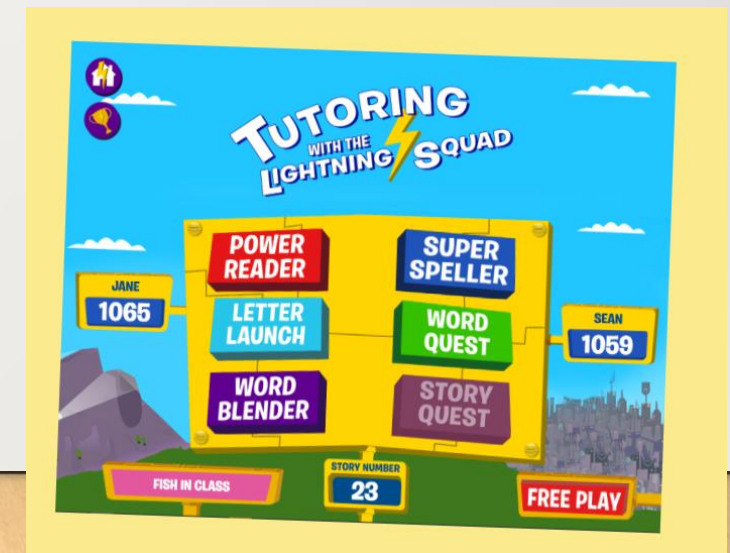 TUTORING
WITH THE
LIGHTNING SQUAD
POWER
READER
SUPER
SPELLER
JANE
1065
LETTER
LAUNCH
WORD
QUEST
SEAN
1059
WORD
BLENDER
STORY
QUEST
FISH IN CLASS
STORY NUMBER
23
FREE PLAY